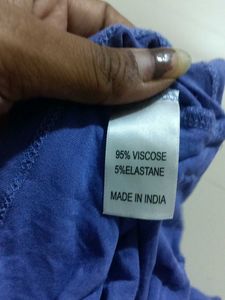 95% VISCOSE
5%ELASTANE
MADE IN INDIA